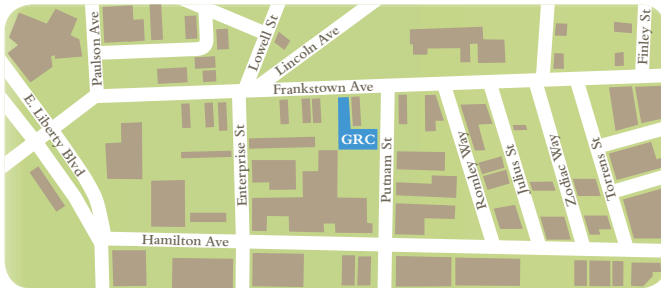 Paulson Ave
Lowell St
Lincoln Ave
Finley St
Frankstown Ave
E. Liberty Blvd
Enterprise St
GRC
Putnam St
Romley Way
Julius St
Zodiac Way
Torrens St
Hamilton Ave